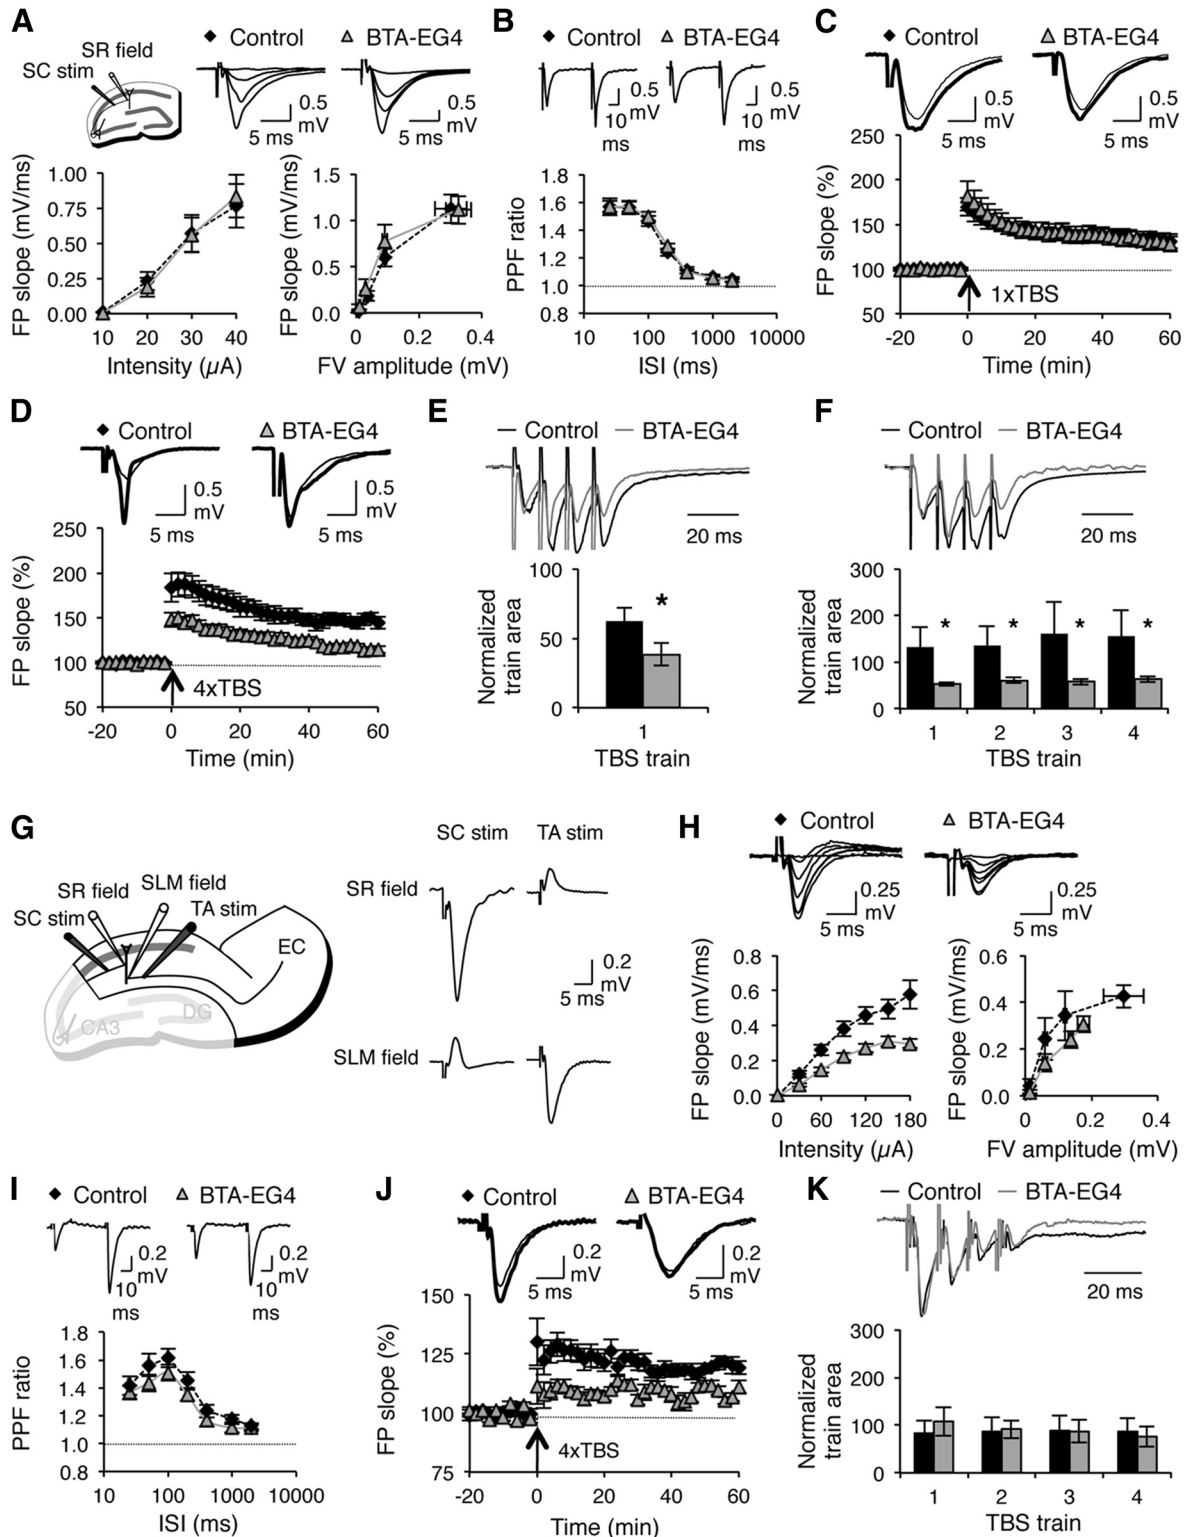 A
SR field
SC stim
Control
BTA-EG4
0.5
mV
5 ms
0.5
mV
5 ms
FP slope (mV/ms)
1.00
0.75
0.50
0.25
0.00
10 20 30 40
Intensity (µA)
FP slope (mV/ms)
1.5
1.0
0.5
0.0
0 0.2 0.4
FV amplitude (mV)
B
Control
BTA-EG4
0.5
mV
10
ms
0.5
mV
10
ms
PPF ratio
1.8
1.6
1.4
1.2
1.0
0.8
10 100 1000 10000
ISI (ms)
C
Control
BTA-EG4
0.5
mV
5 ms
0.5
mV
5 ms
FP slope (%)
250
200
150
100
50
1xTBS
-20 0 20 40 60
Time (min)
D
Control
BTA-EG4
0.5
mV
5 ms
0.5
mV
5 ms
FP slope (%)
250
200
150
100
50
4xTBS
-20 0 20 40 60
Time (min)
E
Control
BTA-EG4
20 ms
Normalized
train area
100
50
0
*
1
TBS train
F
Control
BTA-EG4
20 ms
Normalized
train area
300
200
100
0
* * * *
1 2 3 4
TBS train
G
SR field
SLM field
SC stim
TA stim
EC
DG
CA3
SC stim
TA stim
SR field
0.2
mV
5 ms
SLM field
H
Control
BTA-EG4
0.25
mV
5 ms
0.25
mV
5 ms
FP slope (mV/ms)
0.8
0.6
0.4
0.2
0.0
0 60 120 180
Intensity (µA)
FP slope (mV/ms)
0.6
0.4
0.2
0.0
0 0.2 0.4
FV amplitude (mV)
I
Control
BTA-EG4
0.2
mV
10
ms
0.2
mV
10
ms
PPF ratio
1.8
1.6
1.4
1.2
1.0
0.8
10 100 1000 10000
ISI (ms)
J
Control
BTA-EG4
0.2
mV
5 ms
0.2
mV
5 ms
FP slope (%)
150
125
100
75
4xTBS
-20 0 20 40 60
Time (min)
K
Control
BTA-EG4
20 ms
Normalized
train area
300
200
100
0
1 2 3 4
TBS train